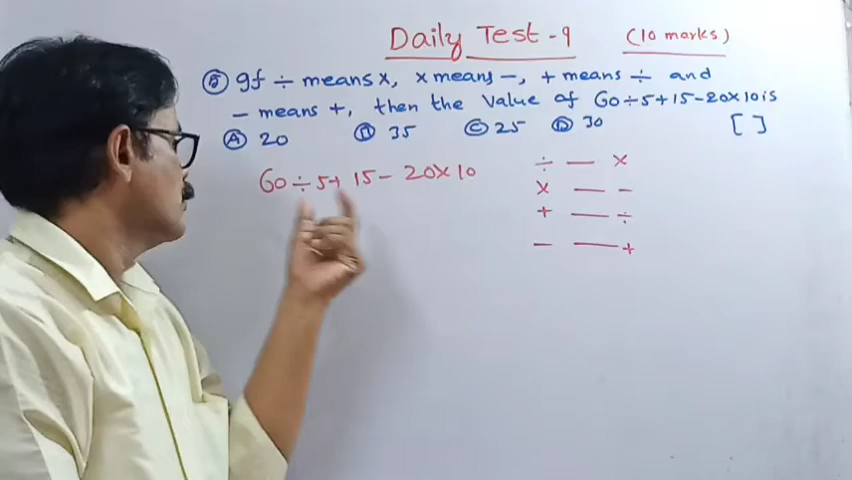 Daily Test - 9 (10 marks)
⑤ If ÷ means x, x means -, + means ÷ and
- means +, then the value of 60÷5+15-20x10 is
Ⓐ 20 Ⓑ 35 Ⓒ 25 Ⓓ 30 [ ]
60÷5+ 15- 20x10
÷ — x
x — -
+ — ÷
- — +